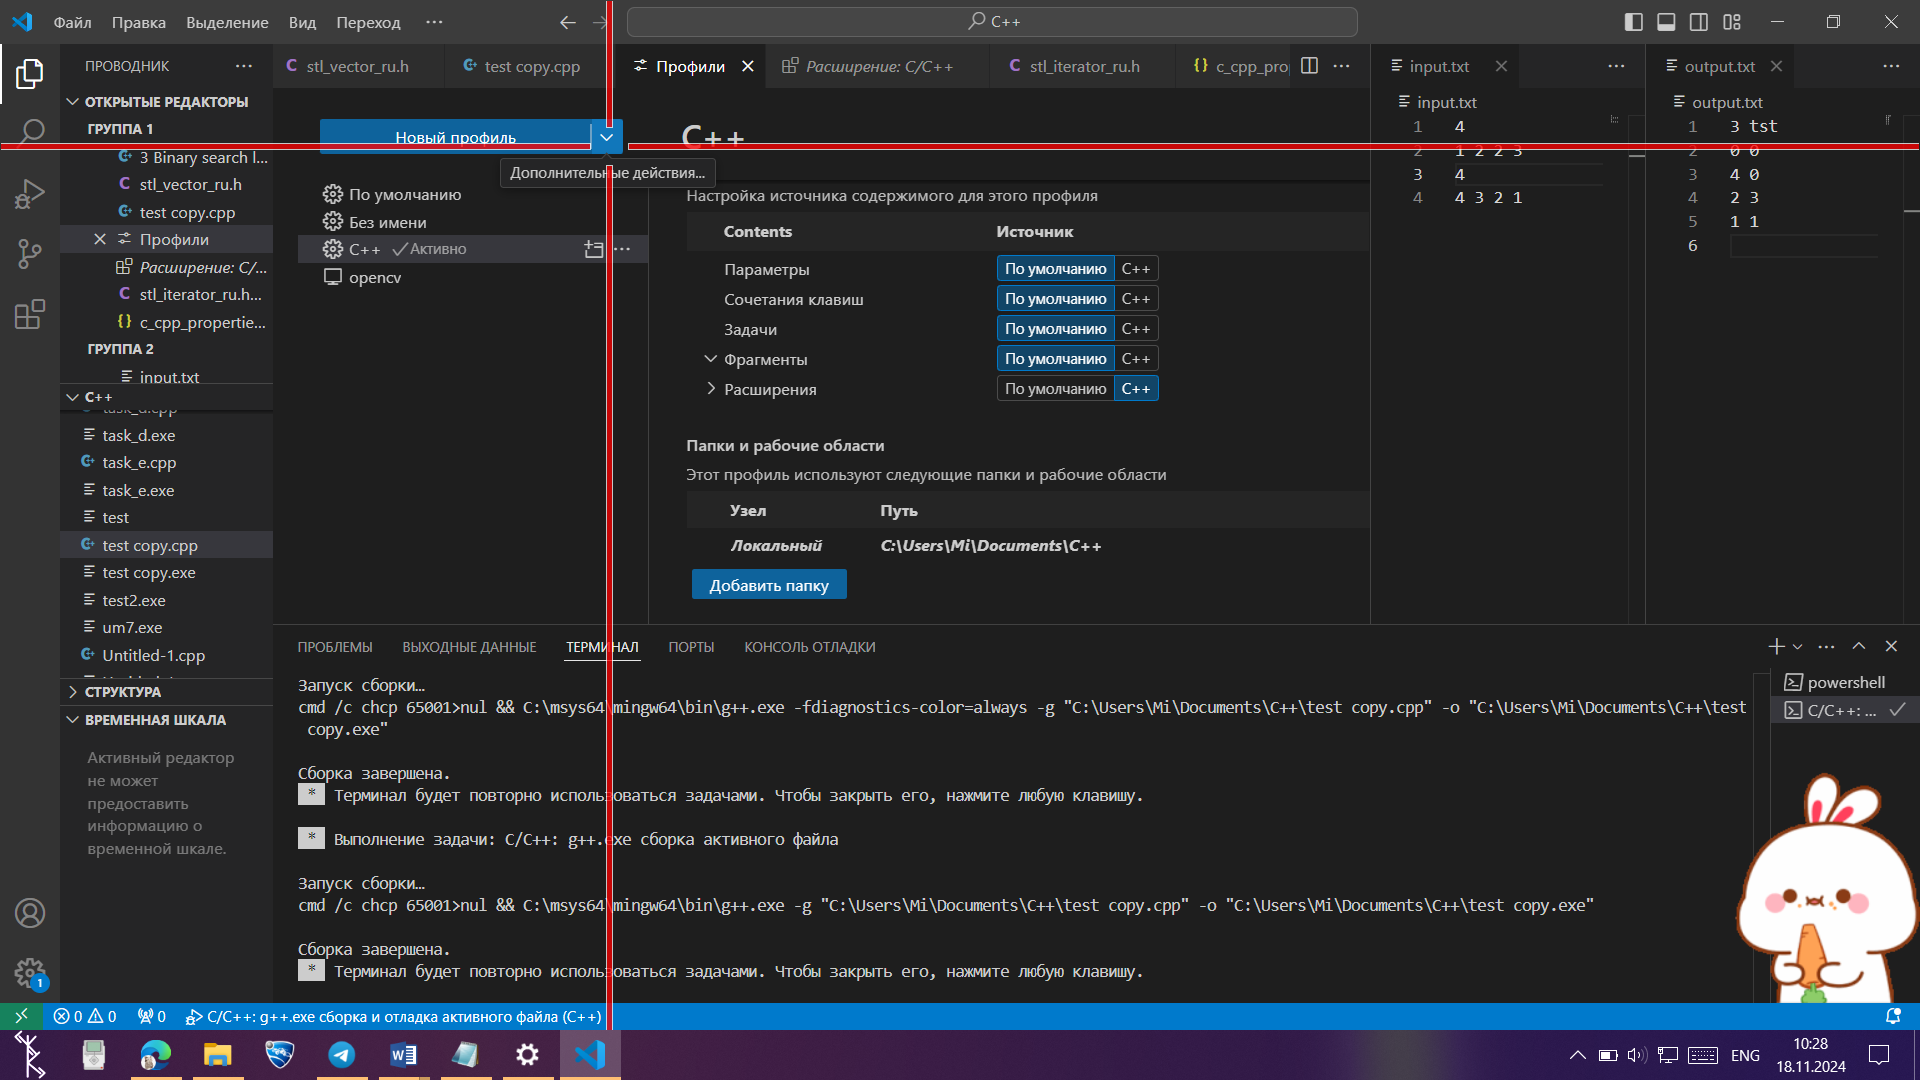 Файл Правка Выделение Вид Переход ··· C++
ПРОВОДНИК ···
ОТКРЫТЫЕ РЕДАКТОРЫ
ГРУППА 1
3 Binary search l...
stl_vector_ru.h
test copy.cpp
Профили
Расширение: C/...
stl_iterator_ru.h...
c_cpp_propertie...
ГРУППА 2
input.txt
C++
task_d.cpp
task_d.exe
task_e.cpp
task_e.exe
test
test copy.cpp
test copy.exe
test2.exe
um7.exe
Untitled-1.cpp
СТРУКТУРА
ВРЕМЕННАЯ ШКАЛА
Активный редактор
не может
предоставить
информацию о
временной шкале.
stl_vector_ru.h test copy.cpp Профили Расширение: C/C++ stl_iterator_ru.h c_cpp_pro
Новый профиль
Дополнительные действия...
По умолчанию
Без имени
C++ Активно
opencv
C++
Настройка источника содержимого для этого профиля
Contents Источник
Параметры По умолчанию C++
Сочетания клавиш По умолчанию C++
Задачи По умолчанию C++
Фрагменты По умолчанию C++
Расширения По умолчанию C++
Папки и рабочие области
Этот профиль используют следующие папки и рабочие области
Узел Путь
Локальный C:\Users\Mi\Documents\C++
Добавить папку
input.txt
input.txt
1 4
2 1 2 2 3
3 4
4 4 3 2 1
output.txt
output.txt
1 3 tst
2 0 0
3 4 0
4 2 3
5 1 1
6
ПРОБЛЕМЫ ВЫХОДНЫЕ ДАННЫЕ ТЕРМИНАЛ ПОРТЫ КОНСОЛЬ ОТЛАДКИ
Запуск сборки...
cmd /c chcp 65001>nul && C:\msys64\mingw64\bin\g++.exe -fdiagnostics-color=always -g "C:\Users\Mi\Documents\C++\test copy.cpp" -o "C:\Users\Mi\Documents\C++\test
copy.exe"
Сборка завершена.
* Терминал будет повторно использоваться задачами. Чтобы закрыть его, нажмите любую клавишу.
* Выполнение задачи: C/C++: g++.exe сборка активного файла
Запуск сборки...
cmd /c chcp 65001>nul && C:\msys64\mingw64\bin\g++.exe -g "C:\Users\Mi\Documents\C++\test copy.cpp" -o "C:\Users\Mi\Documents\C++\test copy.exe"
Сборка завершена.
* Терминал будет повторно использоваться задачами. Чтобы закрыть его, нажмите любую клавишу.
powershell
C/C++: ...
1
0 0 0 C/C++: g++.exe сборка и отладка активного файла (C++)
ENG 10:28
18.11.2024